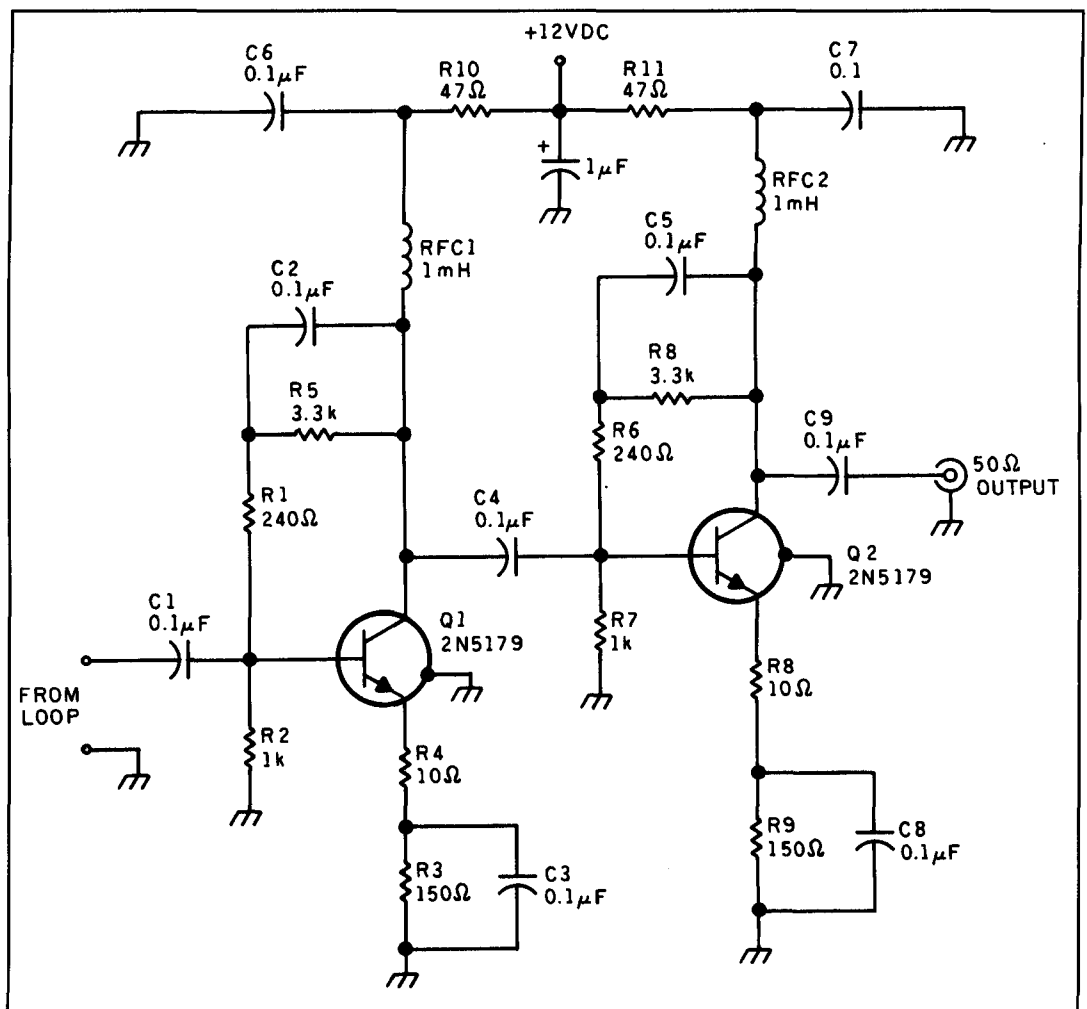 +12VDC
C6
0.1μF
R10
47Ω
R11
47Ω
C7
0.1
+
1μF
RFC1
1mH
RFC2
1mH
C5
0.1μF
C2
0.1μF
R5
3.3k
R8
3.3k
R6
240Ω
C9
0.1μF
50Ω
OUTPUT
R1
240Ω
C4
0.1μF
Q2
2N5179
C1
0.1μF
Q1
2N5179
R7
1k
FROM
LOOP
R2
1k
R4
10Ω
R8
10Ω
R3
150Ω
C3
0.1μF
R9
150Ω
C8
0.1μF